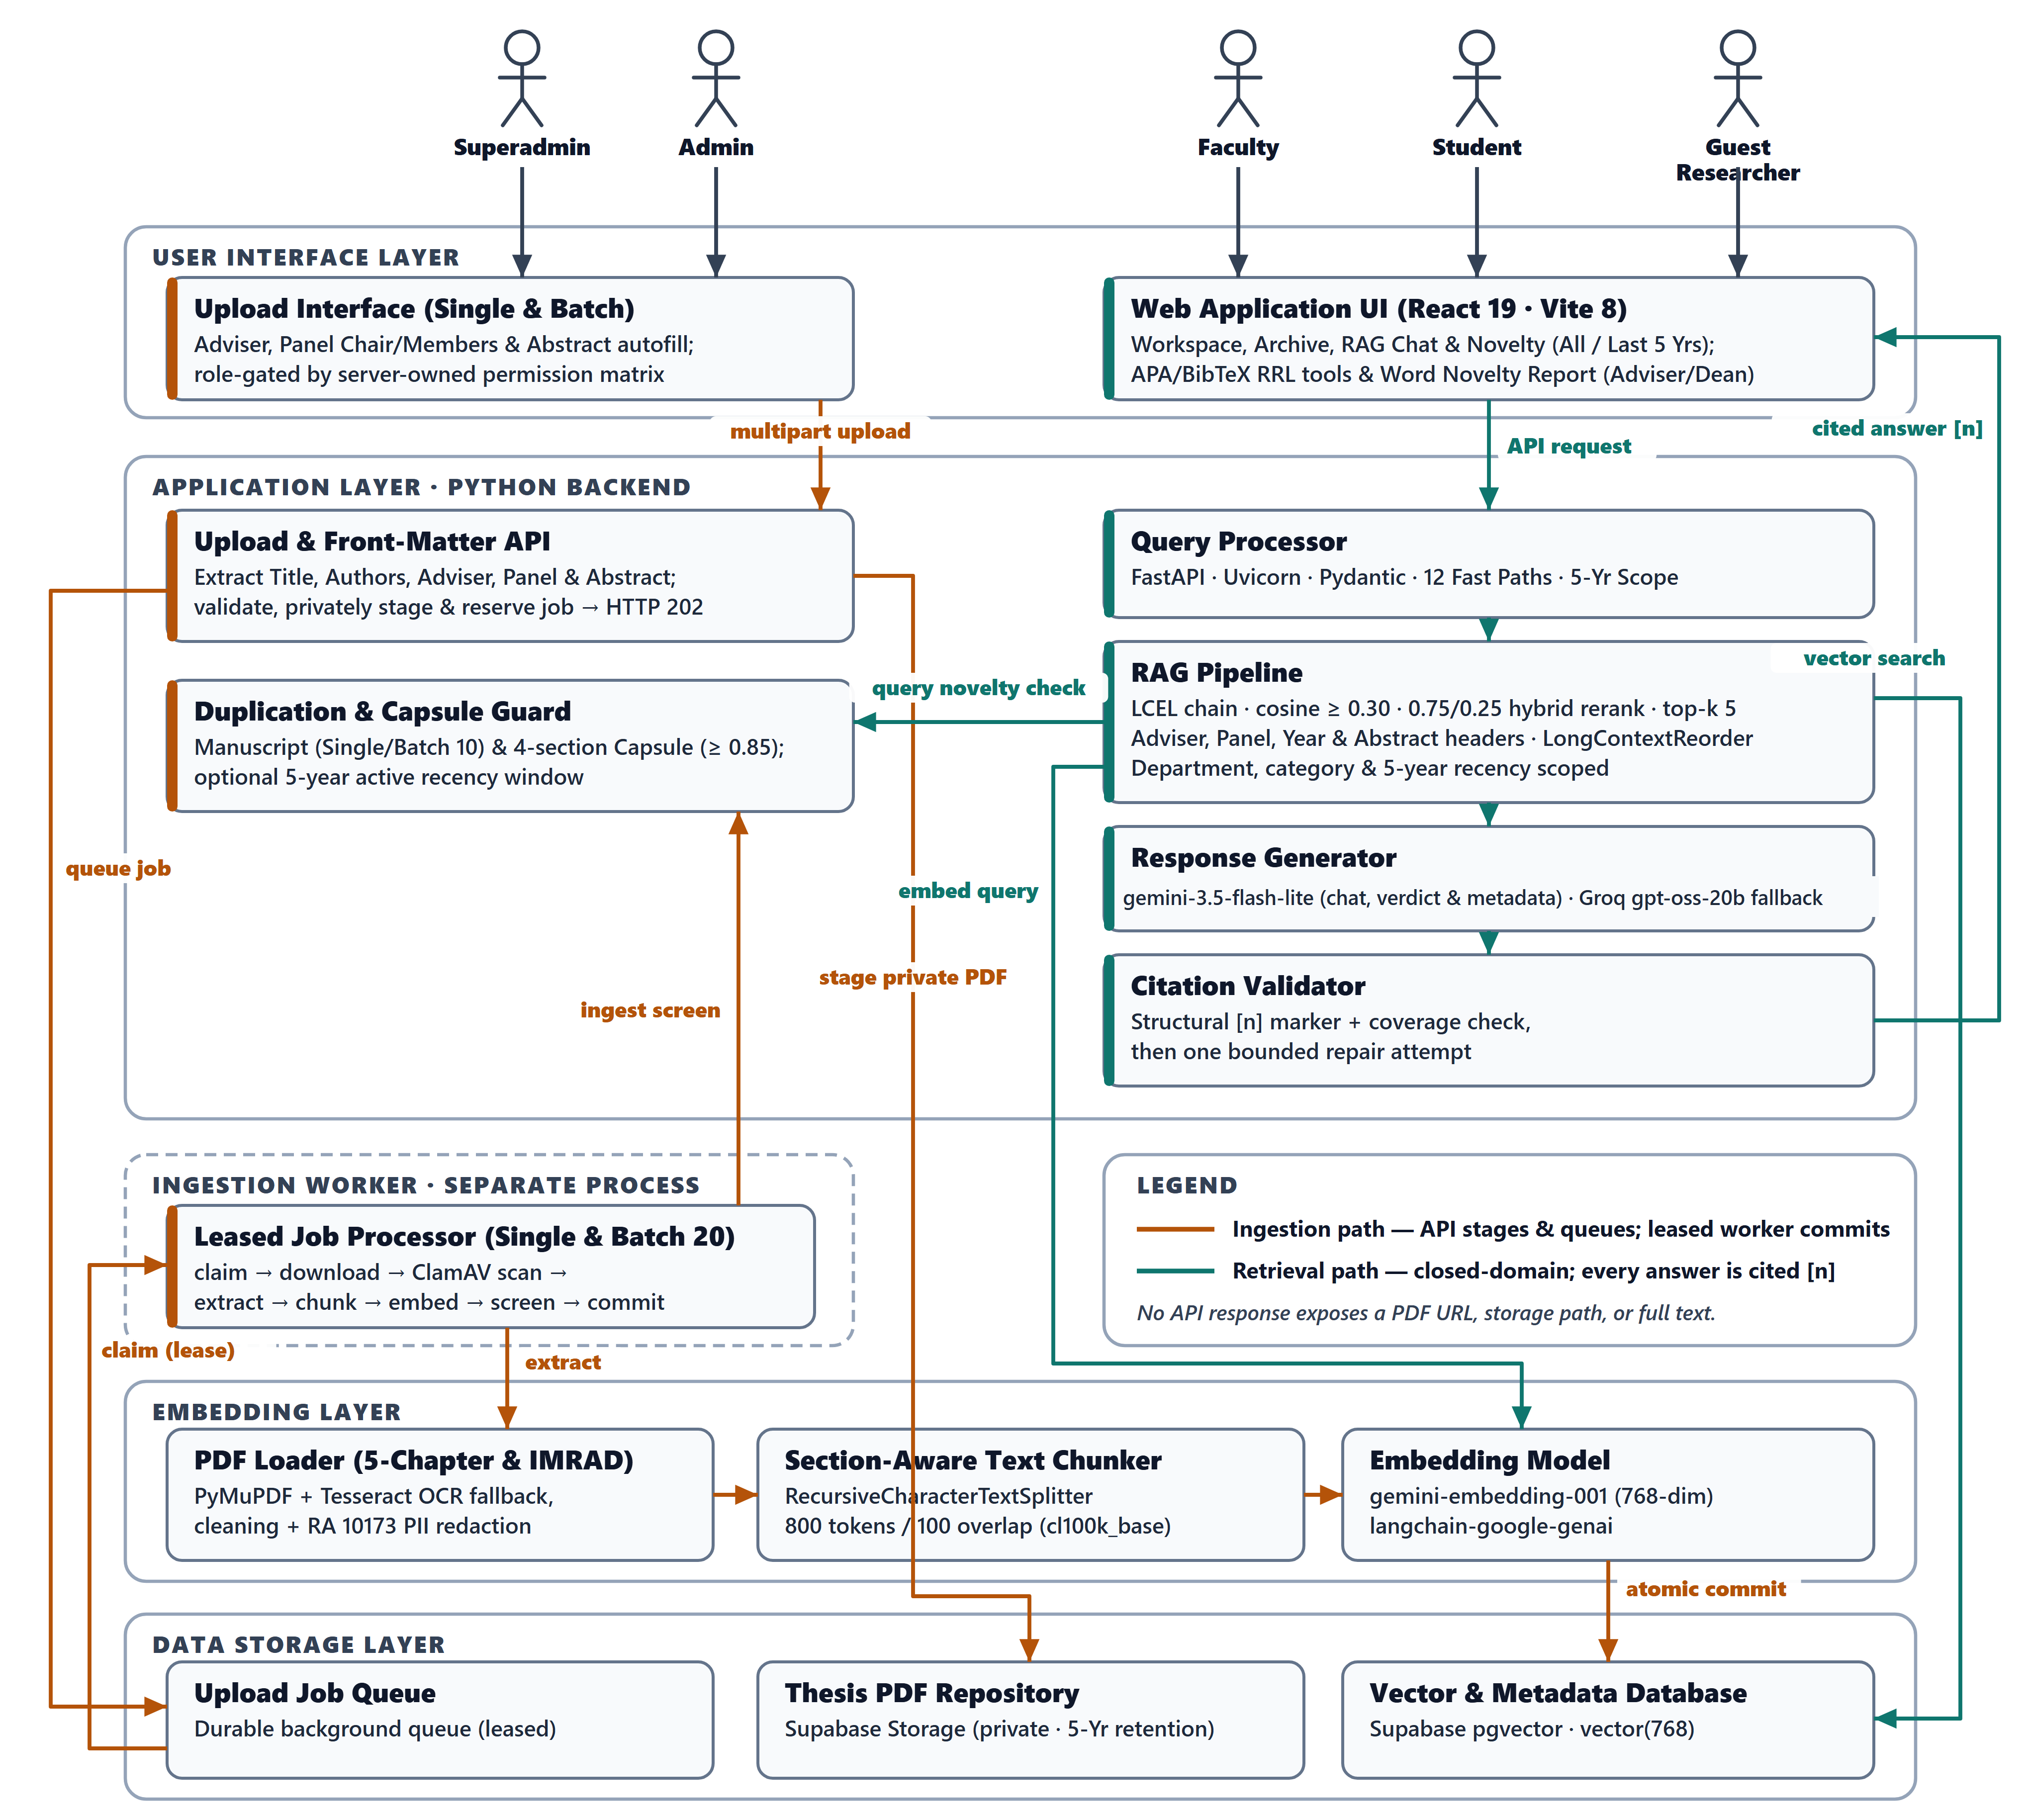 Superadmin
Admin
Faculty
Student
Guest
Researcher
USER INTERFACE LAYER
Upload Interface (Single & Batch)
Adviser, Panel Chair/Members & Abstract autofill;
role-gated by server-owned permission matrix
Web Application UI (React 19 · Vite 8)
Workspace, Archive, RAG Chat & Novelty (All / Last 5 Yrs);
APA/BibTeX RRL tools & Word Novelty Report (Adviser/Dean)
multipart upload
API request
cited answer [n]
APPLICATION LAYER · PYTHON BACKEND
Upload & Front-Matter API
Extract Title, Authors, Adviser, Panel & Abstract;
validate, privately stage & reserve job → HTTP 202
Query Processor
FastAPI · Uvicorn · Pydantic · 12 Fast Paths · 5-Yr Scope
query novelty check
vector search
Duplication & Capsule Guard
Manuscript (Single/Batch 10) & 4-section Capsule (≥ 0.85);
optional 5-year active recency window
RAG Pipeline
LCEL chain · cosine ≥ 0.30 · 0.75/0.25 hybrid rerank · top-k 5
Adviser, Panel, Year & Abstract headers · LongContextReorder
Department, category & 5-year recency scoped
queue job
embed query
Response Generator
gemini-3.5-flash-lite (chat, verdict & metadata) · Groq gpt-oss-20b fallback
stage private PDF
ingest screen
Citation Validator
Structural [n] marker + coverage check,
then one bounded repair attempt
INGESTION WORKER · SEPARATE PROCESS
Leased Job Processor (Single & Batch 20)
claim → download → ClamAV scan →
extract → chunk → embed → screen → commit
LEGEND
Ingestion path — API stages & queues; leased worker commits
Retrieval path — closed-domain; every answer is cited [n]
No API response exposes a PDF URL, storage path, or full text.
claim (lease)
extract
EMBEDDING LAYER
PDF Loader (5-Chapter & IMRAD)
PyMuPDF + Tesseract OCR fallback,
cleaning + RA 10173 PII redaction
Section-Aware Text Chunker
RecursiveCharacterTextSplitter
800 tokens / 100 overlap (cl100k_base)
Embedding Model
gemini-embedding-001 (768-dim)
langchain-google-genai
atomic commit
DATA STORAGE LAYER
Upload Job Queue
Durable background queue (leased)
Thesis PDF Repository
Supabase Storage (private · 5-Yr retention)
Vector & Metadata Database
Supabase pgvector · vector(768)